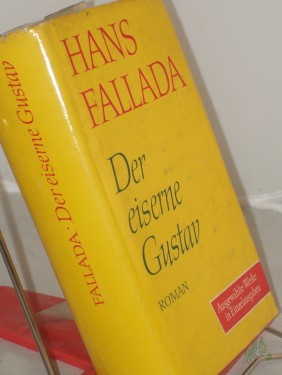 HANS
FALLADA
Der
eiserne
Gustav
ROMAN
Ausgewählte Werke
in Einzelausgaben
FALLADA · Der eiserne Gustav